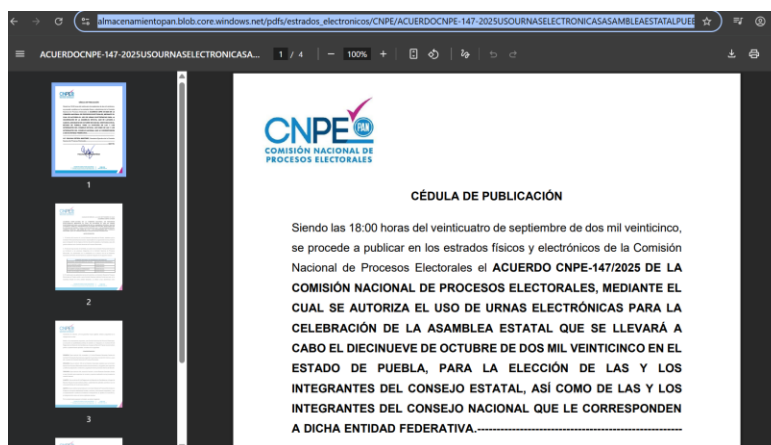 almacenamientopan.blob.core.windows.net/pdfs/estrados_electronicos/CNPE/ACUERDOCNPE-147-2025USOURNASELECTRONICASASAMBLEAESTATALPUEB
ACUERDOCNPE-147-2025USOURNASELECTRONICASA...
1 / 4
100%
CNPE PAN
COMISIÓN NACIONAL DE
PROCESOS ELECTORALES
CÉDULA DE PUBLICACIÓN
Siendo las 18:00 horas del veinticuatro de septiembre de dos mil veinticinco,
se procede a publicar en los estrados físicos y electrónicos de la Comisión
Nacional de Procesos Electorales el ACUERDO CNPE-147/2025 DE LA
COMISIÓN NACIONAL DE PROCESOS ELECTORALES, MEDIANTE EL
CUAL SE AUTORIZA EL USO DE URNAS ELECTRÓNICAS PARA LA
CELEBRACIÓN DE LA ASAMBLEA ESTATAL QUE SE LLEVARÁ A
CABO EL DIECINUEVE DE OCTUBRE DE DOS MIL VEINTICINCO EN EL
ESTADO DE PUEBLA, PARA LA ELECCIÓN DE LAS Y LOS
INTEGRANTES DEL CONSEJO ESTATAL, ASÍ COMO DE LAS Y LOS
INTEGRANTES DEL CONSEJO NACIONAL QUE LE CORRESPONDEN
A DICHA ENTIDAD FEDERATIVA.----------------------------------------------------
1
2
3